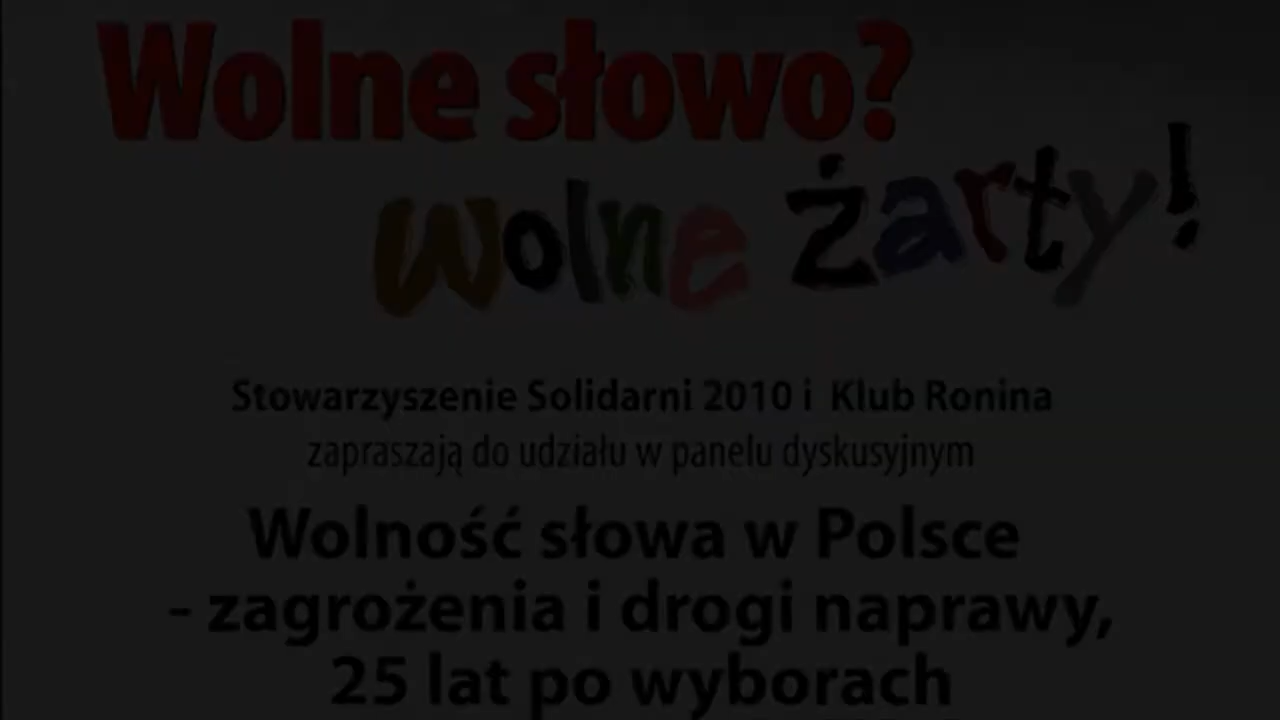 Wolne słowo?
wolne żarty!
Stowarzyszenie Solidarni 2010 i Klub Ronina
zapraszają do udziału w panelu dyskusyjnym
Wolność słowa w Polsce
- zagrożenia i drogi naprawy,
25 lat po wyborach